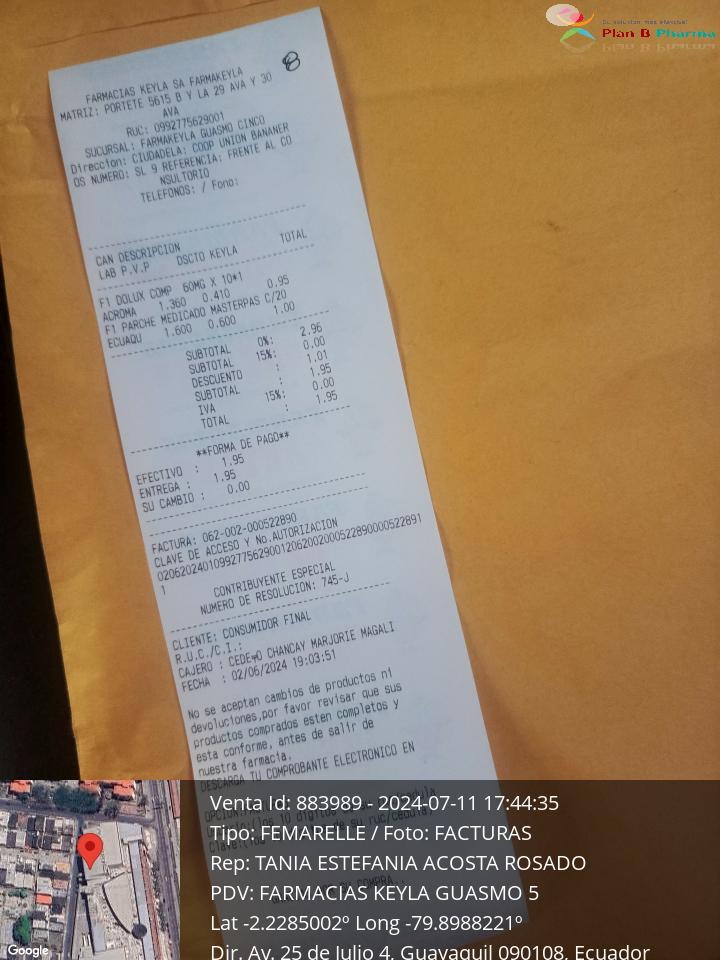 Su solución más efectiva!
Plan B Pharma
FARMACIAS KEYLA SA FARMAKEYLA
MATRIZ: PORTETE 5615 B Y LA 29 AVA Y 30
AVA
RUC: 0992775629001
SUCURSAL: FARMAKEYLA GUASMO CINCO
Direccion: CIUDADELA: COOP UNION BANANER
OS NUMERO: SL 9 REFERENCIA: FRENTE AL CO
NSULTORIO
TELEFONOS: / Fono:
CAN DESCRIPCION
LAB P.V.P DSCTO KEYLA TOTAL
F1 DOLUX COMP 60MG X 10*1
ACROMA 1.360 0.410 0.95
F1 PARCHE MEDICADO MASTERPAS C/20
ECUAQU 1.600 0.600 1.00
SUBTOTAL 0%: 2.96
SUBTOTAL 15%: 0.00
DESCUENTO : 1.01
SUBTOTAL : 1.95
IVA 15%: 0.00
TOTAL : 1.95
**FORMA DE PAGO**
EFECTIVO : 1.95
ENTREGA : 1.95
SU CAMBIO : 0.00
FACTURA: 062-002-000522890
CLAVE DE ACCESO Y No.AUTORIZACION
020620240109927756290012062002000522890000522891
1
CONTRIBUYENTE ESPECIAL
NUMERO DE RESOLUCION: 745-J
CLIENTE: CONSUMIDOR FINAL
R.U.C./C.I.:
CAJERO : CEDE O CHANCAY MARJORIE MAGALI
FECHA : 02/06/2024 19:03:51
No se aceptan cambios de productos ni
devoluciones,por favor revisar que sus
productos comprados esten completos y
esta conforme, antes de salir de
nuestra farmacia.
DESCARGA TU COMPROBANTE ELECTRONICO EN
Venta Id: 883989 - 2024-07-11 17:44:35
Tipo: FEMARELLE / Foto: FACTURAS
Rep: TANIA ESTEFANIA ACOSTA ROSADO
PDV: FARMACIAS KEYLA GUASMO 5
Lat -2.2285002º Long -79.8988221º
Dir. Av. 25 de Julio 4, Guayaquil 090108, Ecuador
Google